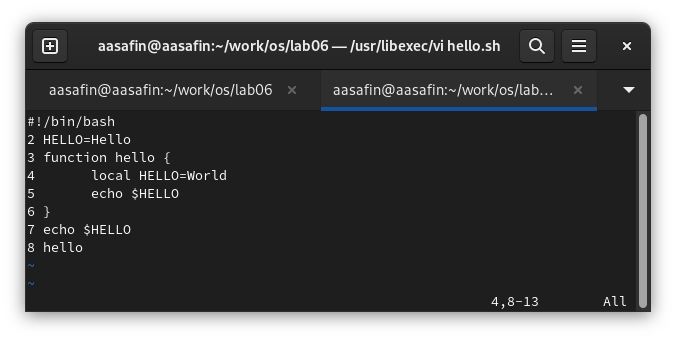 aasafin@aasafin:~/work/os/lab06 — /usr/libexec/vi hello.sh
aasafin@aasafin:~/work/os/lab06
aasafin@aasafin:~/work/os/lab…
#!/bin/bash
2 HELLO=Hello
3 function hello {
4       local HELLO=World
5       echo $HELLO
6 }
7 echo $HELLO
8 hello
~
~
4,8-13 All